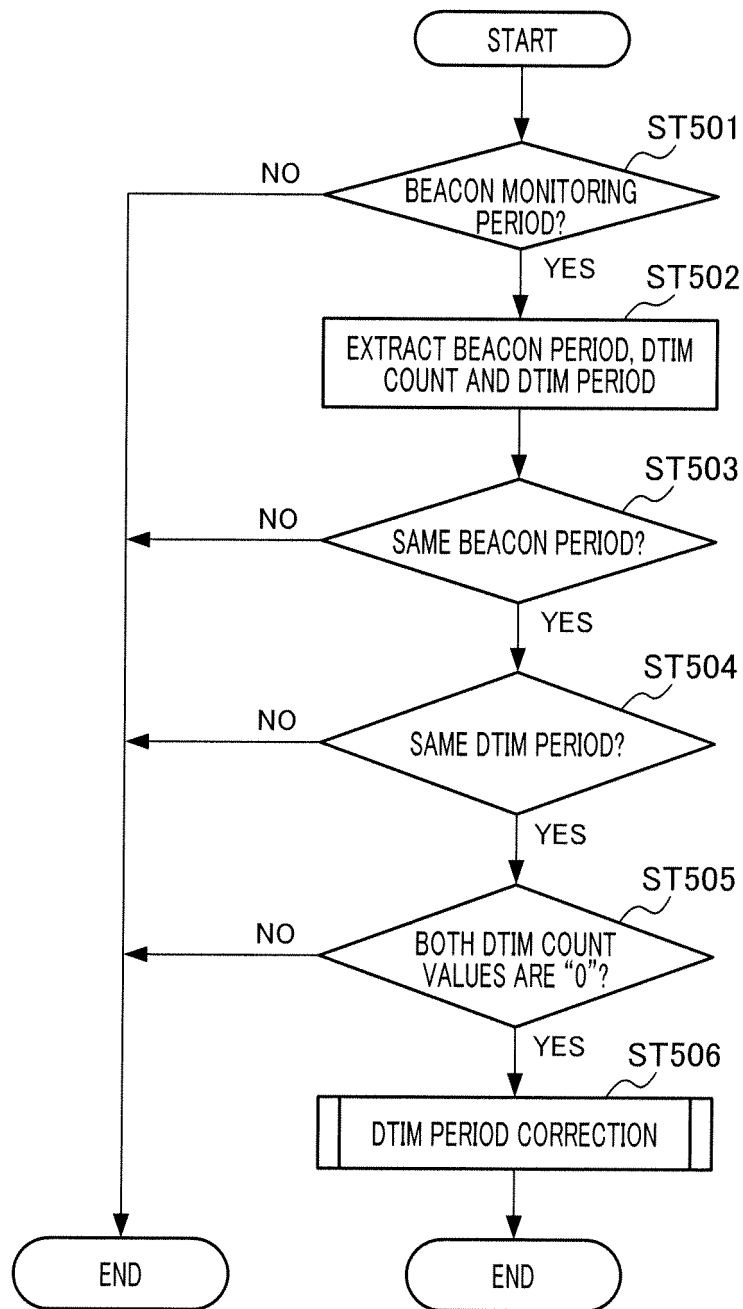 START
ST501
NO
BEACON MONITORING
PERIOD?
YES
ST502
EXTRACT BEACON PERIOD, DTIM
COUNT AND DTIM PERIOD
ST503
NO
SAME BEACON PERIOD?
YES
ST504
NO
SAME DTIM PERIOD?
YES
ST505
NO
BOTH DTIM COUNT
VALUES ARE “0”?
YES
ST506
DTIM PERIOD CORRECTION
END
END